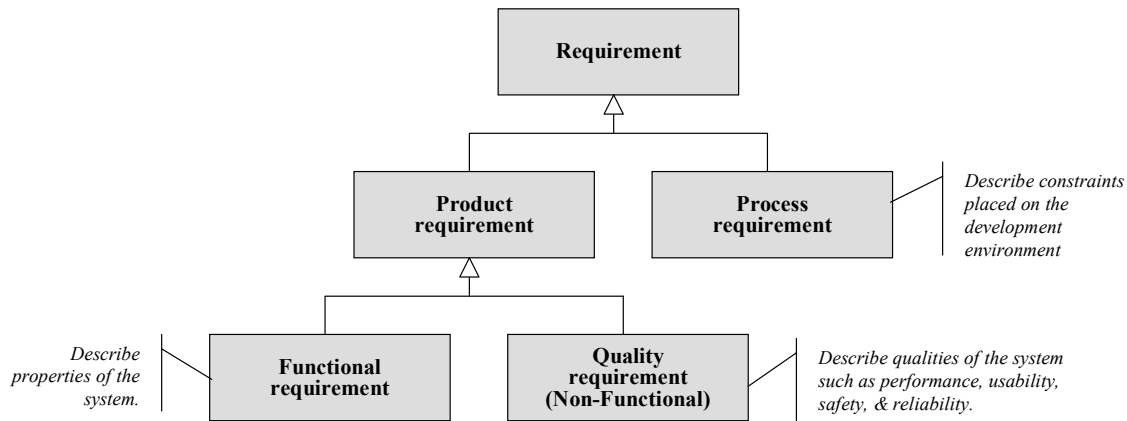 Requirement
Product
requirement
Process
requirement
Describe constraints
placed on the
development
environment
Describe
properties of the
system.
Functional
requirement
Quality
requirement
(Non-Functional)
Describe qualities of the system
such as performance, usability,
safety, & reliability.